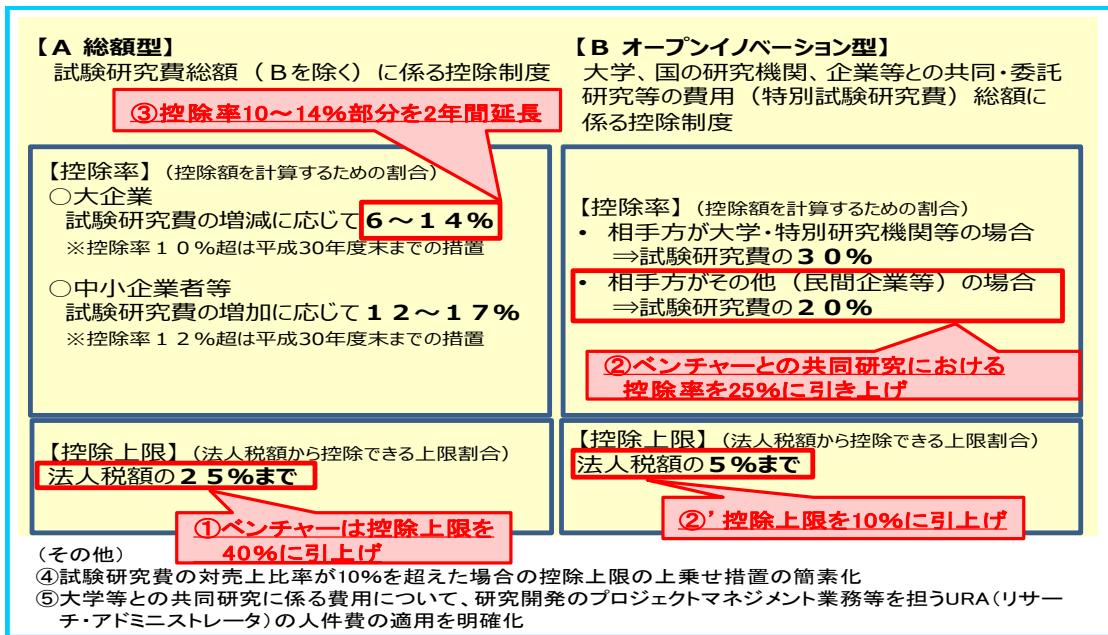 【A 総額型】
試験研究費総額（Bを除く）に係る控除制度
③控除率10～14%部分を2年間延長
【控除率】（控除額を計算するための割合）
○大企業
試験研究費の増減に応じて６～１４%
※控除率１０%超は平成30年度末までの措置
○中小企業者等
試験研究費の増加に応じて１２～１７%
※控除率１２%超は平成30年度末までの措置
【控除上限】（法人税額から控除できる上限割合）
法人税額の２５%まで
①ベンチャーは控除上限を
40%に引上げ
【B オープンイノベーション型】
大学、国の研究機関、企業等との共同・委託
研究等の費用（特別試験研究費）総額に
係る控除制度
【控除率】（控除額を計算するための割合）
・ 相手方が大学・特別研究機関等の場合
⇒試験研究費の３０%
・ 相手方がその他（民間企業等）の場合
⇒試験研究費の２０%
②ベンチャーとの共同研究における
控除率を25%に引き上げ
【控除上限】（法人税額から控除できる上限割合）
法人税額の５%まで
②’控除上限を10%に引上げ
（その他）
④試験研究費の対売上比率が10%を超えた場合の控除上限の上乗せ措置の簡素化
⑤大学等との共同研究に係る費用について、研究開発のプロジェクトマネジメント業務等を担うURA（リサー
チ・アドミニストレータ）の人件費の適用を明確化